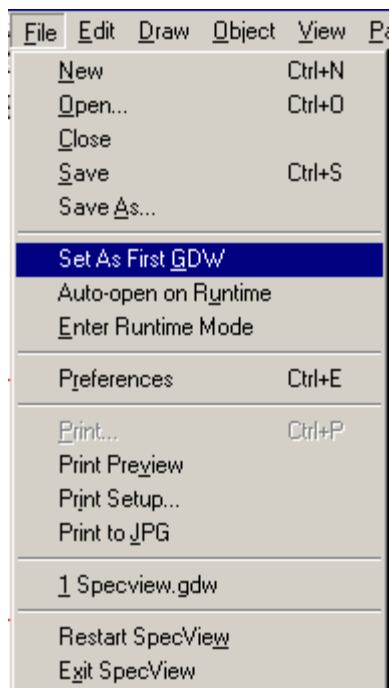 File Edit Draw Object View Pa
New Ctrl+N
Open... Ctrl+O
Close
Save Ctrl+S
Save As...
Set As First GDW
Auto-open on Runtime
Enter Runtime Mode
Preferences Ctrl+E
Print... Ctrl+P
Print Preview
Print Setup...
Print to JPG
1 Specview.gdw
Restart SpecView
Exit SpecView